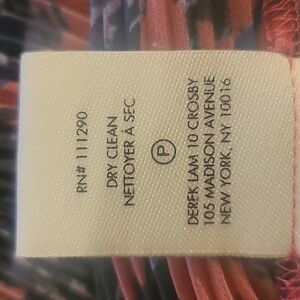 RN# 111290
DRY CLEAN
NETTOYER À SEC
P
DEREK LAM 10 CROSBY
105 MADISON AVENUE
NEW YORK, NY 10016